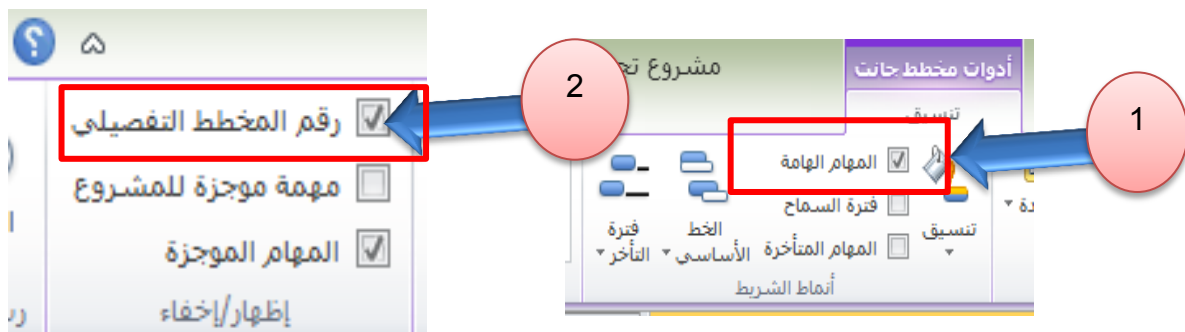 1
أدوات مخطط جانت
مشروع
تنسيق
المهام الهامة
فترة السماح
المهام المتأخرة
تنسيق
الخط الأساسي
فترة التأخر
أنماط الشريط
2
رقم المخطط التفصيلي
مهمة موجزة للمشروع
المهام الموجزة
إظهار/إخفاء